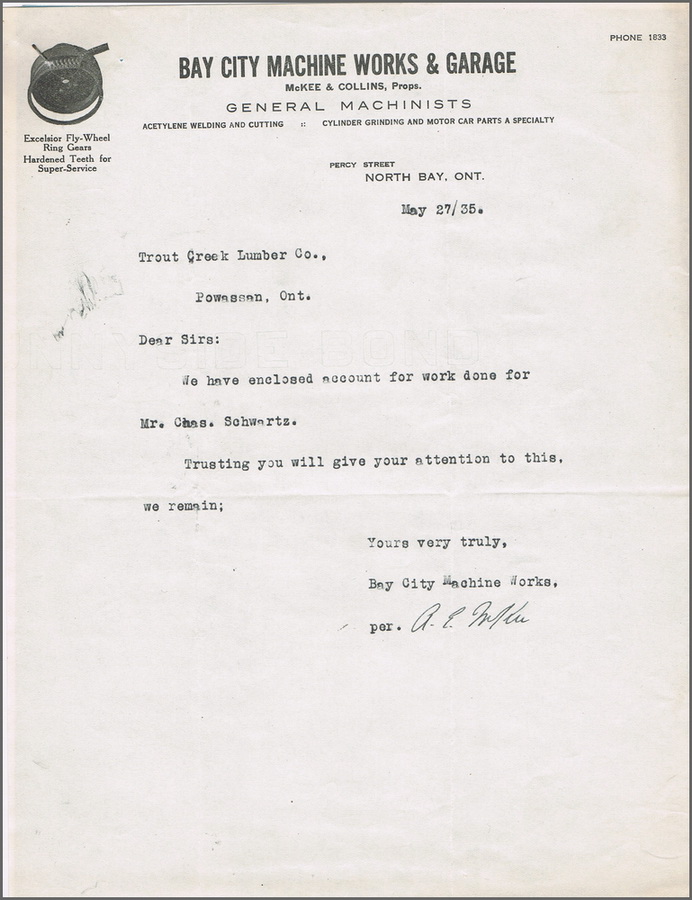 PHONE 1833
BAY CITY MACHINE WORKS & GARAGE
McKEE & COLLINS, Props.
GENERAL MACHINISTS
ACETYLENE WELDING AND CUTTING :: CYLINDER GRINDING AND MOTOR CAR PARTS A SPECIALTY
Excelsior Fly-Wheel
Ring Gears
Hardened Teeth for
Super-Service
PERCY STREET
NORTH BAY, ONT.
May 27/35.
Trout Creek Lumber Co.,
Powassan, Ont.
Dear Sirs:
We have enclosed account for work done for
Mr. Chas. Schwartz.
Trusting you will give your attention to this,
we remain;
Yours very truly,
Bay City Machine Works,
per. A. E. McKee